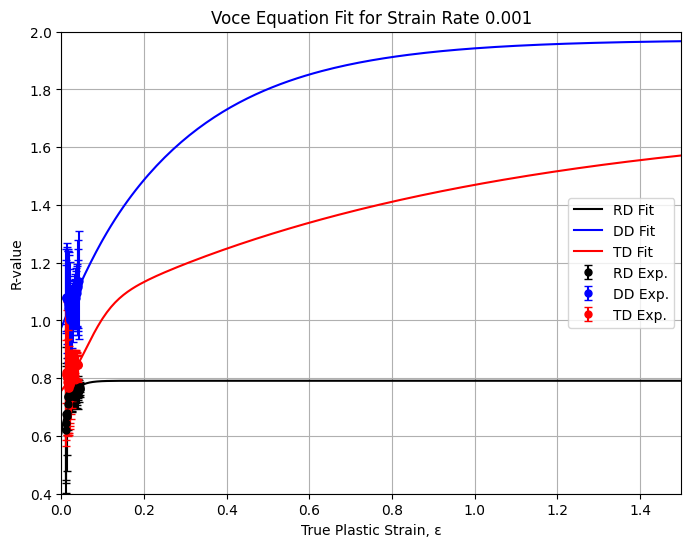 Voce Equation Fit for Strain Rate 0.001
R-value
2.0
1.8
1.6
1.4
1.2
1.0
0.8
0.6
0.4
RD Fit
DD Fit
TD Fit
RD Exp.
DD Exp.
TD Exp.
0.0 0.2 0.4 0.6 0.8 1.0 1.2 1.4
True Plastic Strain, ε